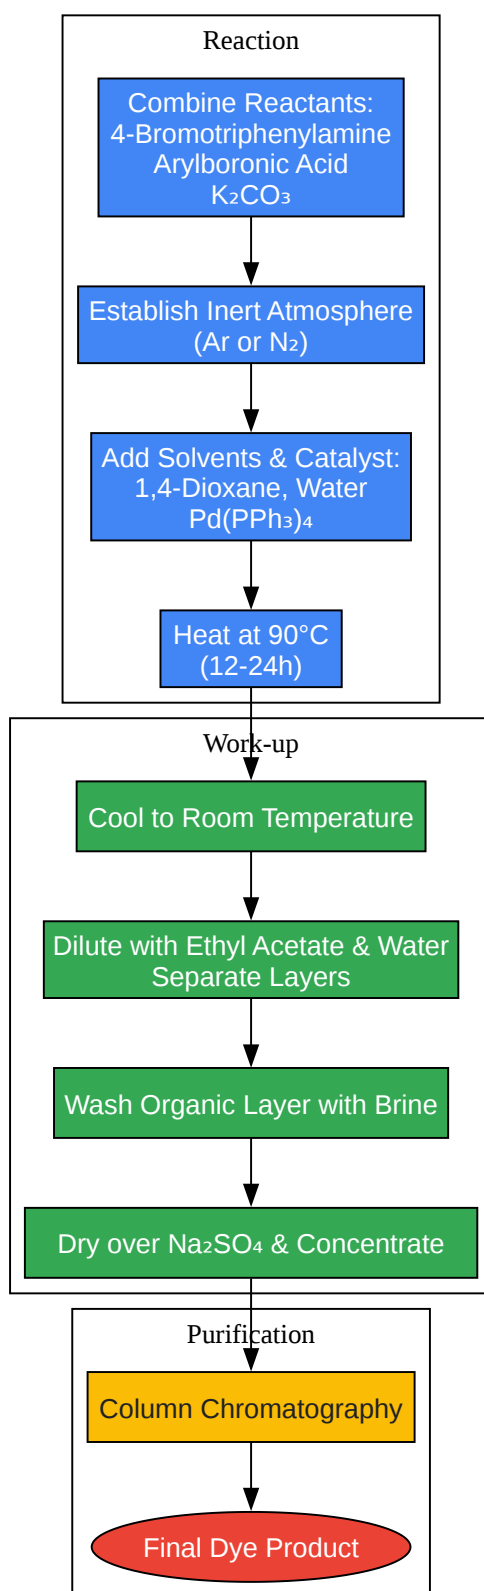 Reaction
Combine Reactants:
4-Bromotriphenylamine
Arylboronic Acid
K₂CO₃
Establish Inert Atmosphere
(Ar or N₂)
Add Solvents & Catalyst:
1,4-Dioxane, Water
Pd(PPh₃)₄
Heat at 90°C
(12-24h)
Work-up
Cool to Room Temperature
Dilute with Ethyl Acetate & Water
Separate Layers
Wash Organic Layer with Brine
Dry over Na₂SO₄ & Concentrate
Purification
Column Chromatography
Final Dye Product